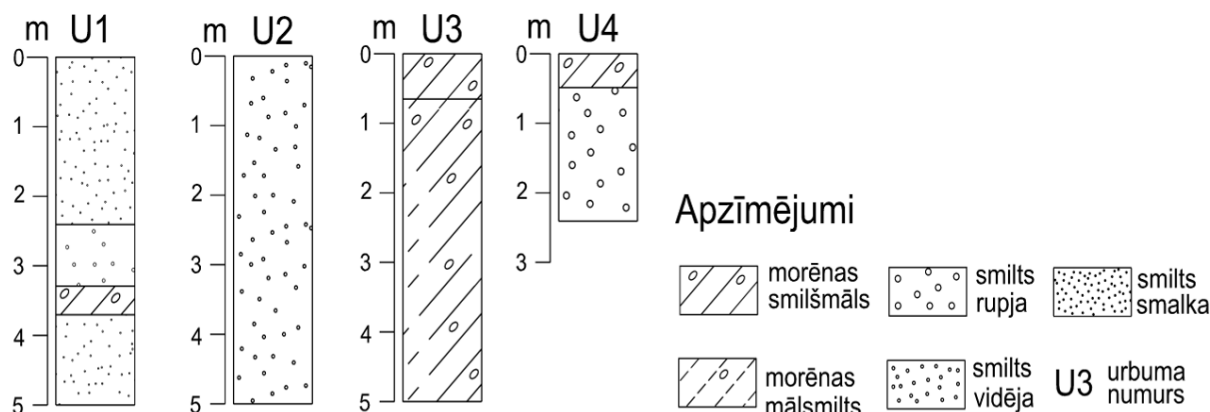 m U1
0
1
2
3
4
5
m U2
0
1
2
3
4
5
m U3
0
1
2
3
4
5
m U4
0
1
2
3
Apzīmējumi
morēnas
smilšmāls
smilts
rupja
smilts
smalka
morēnas
mālsmilts
smilts
vidēja
U3 urbuma
numurs